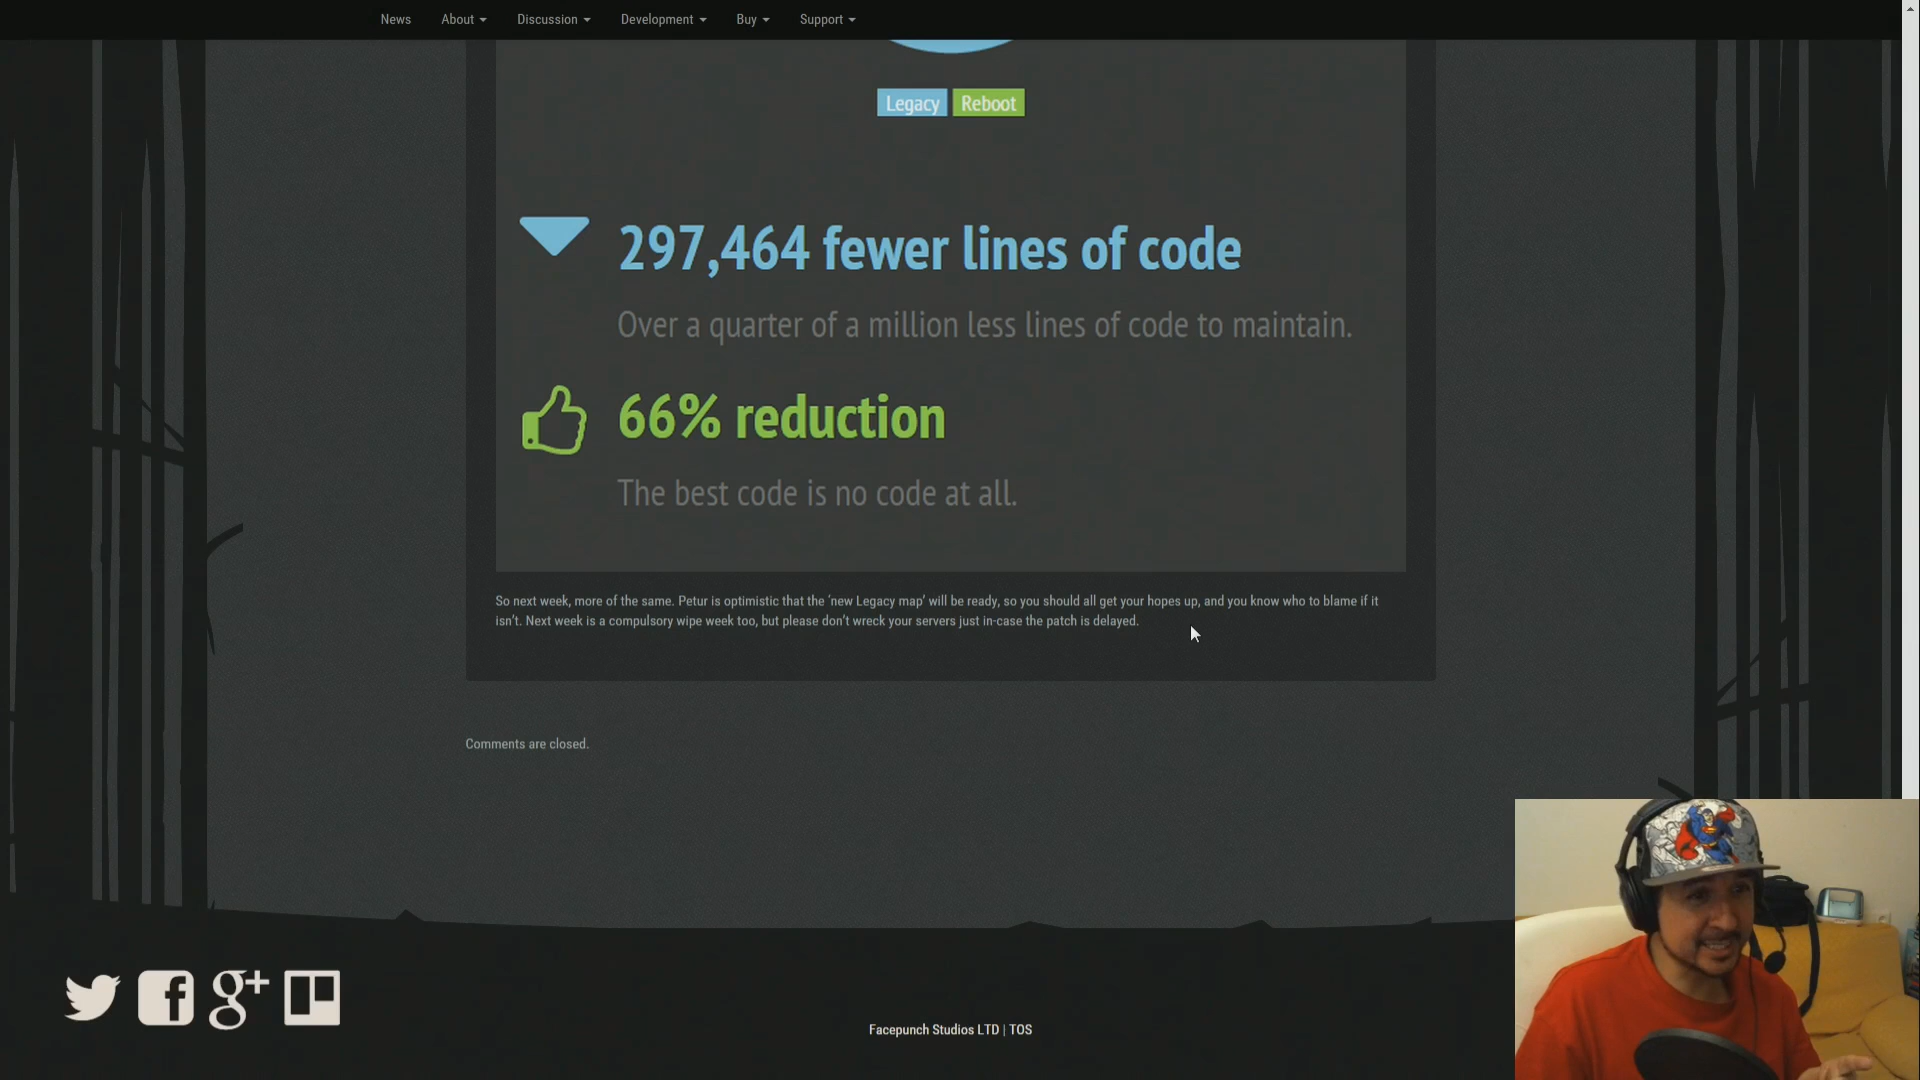 News About Discussion Development Buy Support
Legacy Reboot
297,464 fewer lines of code
Over a quarter of a million less lines of code to maintain.
66% reduction
The best code is no code at all.
So next week, more of the same. Petur is optimistic that the 'new Legacy map' will be ready, so you should all get your hopes up, and you know who to blame if it
isn't. Next week is a compulsory wipe week too, but please don't wreck your servers just in-case the patch is delayed.
Comments are closed.
g+
Facepunch Studios LTD | TOS